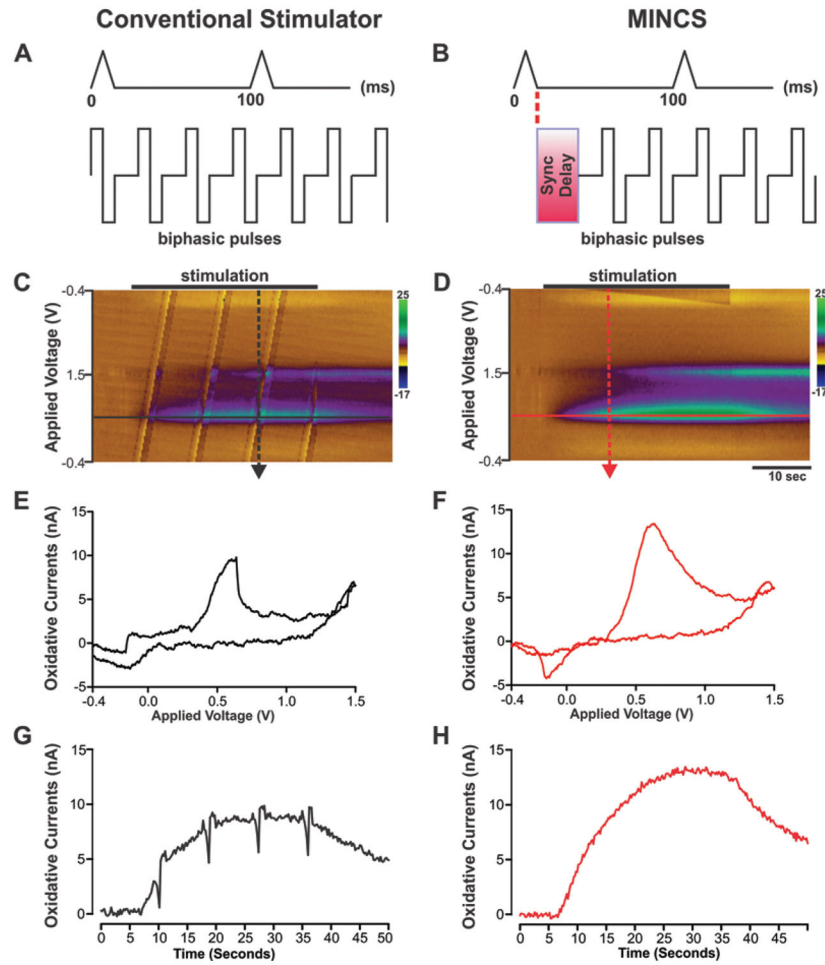 Conventional Stimulator
MINCS
A
B
0
100
(ms)
0
100
(ms)
Sync
Delay
biphasic pulses
biphasic pulses
C
stimulation
D
stimulation
-0.4
1.5
-0.4
Applied Voltage (V)
25
-17
-0.4
1.5
-0.4
Applied Voltage (V)
25
-17
10 sec
E
Oxidative Currents (nA)
15
10
5
0
-5
-0.4
0.0
0.5
1.0
1.5
Applied Voltage (V)
F
Oxidative Currents (nA)
15
10
5
0
-5
-0.4
0.0
0.5
1.0
1.5
Applied Voltage (V)
G
Oxidative Currents (nA)
15
10
5
0
0 5 10 15 20 25 30 35 40 45 50
Time (Seconds)
H
Oxidative Currents (nA)
15
10
5
0
0 5 10 15 20 25 30 35 40 45
Time (Seconds)